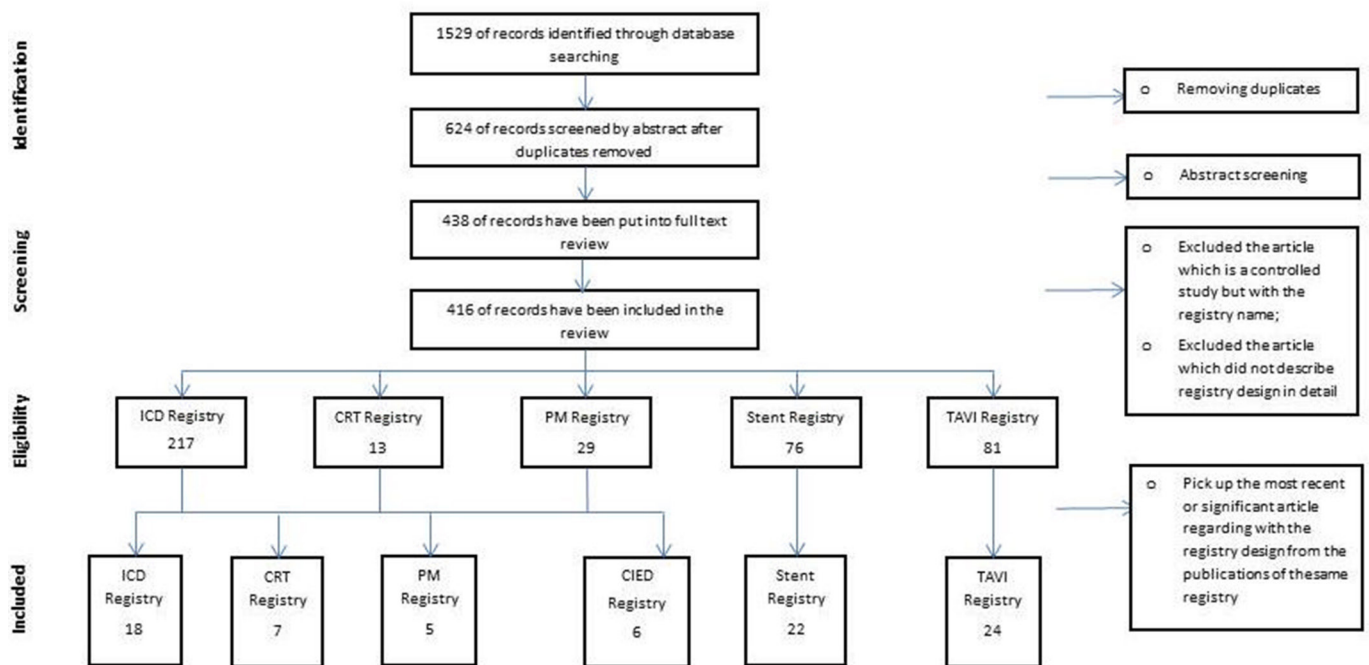 Identification
1529 of records identified through database
searching
624 of records screened by abstract after
duplicates removed
o Removing duplicates
o Abstract screening
Screening
438 of records have been put into full text
review
416 of records have been included in the
review
o Excluded the article
which is a controlled
study but with the
registry name;
o Excluded the article
which did not describe
registry design in detail
Eligibility
ICD Registry
217
CRT Registry
13
PM Registry
29
Stent Registry
76
TAVI Registry
81
o Pick up the most recent
or significant article
regarding with the
registry design from the
publications of the same
registry
Included
ICD
Registry
18
CRT
Registry
7
PM
Registry
5
CIED
Registry
6
Stent
Registry
22
TAVI
Registry
24